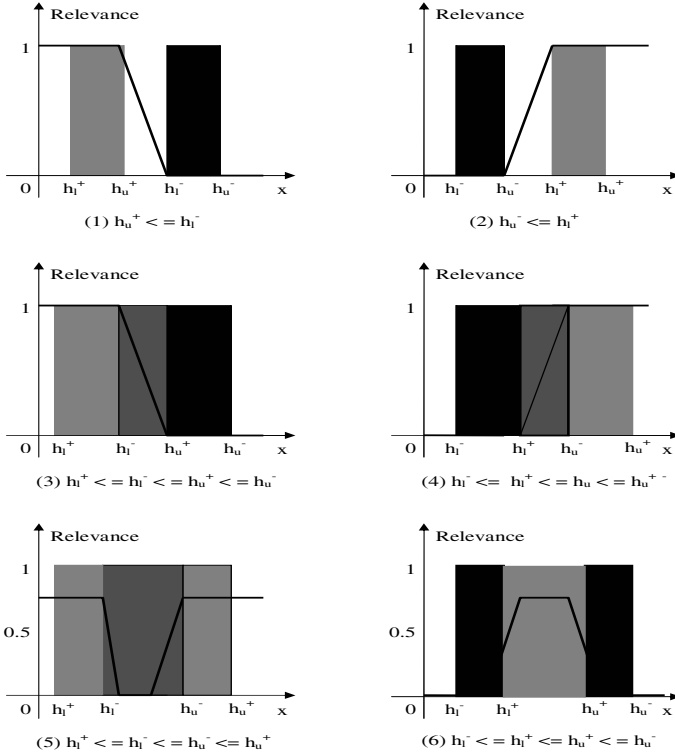 Relevance Relevance
1 1
0 h_l^+ h_u^+ h_l^- h_u^- x 0 h_l^- h_u^- h_l^+ h_u^+ x
(1) h_u^+ < = h_l^- (2) h_u^- <= h_l^+
Relevance Relevance
1 1
0 h_l^+ h_l^- h_u^+ h_u^- x 0 h_l^- h_l^+ h_u^- h_u^+ x
(3) h_l^+ < = h_l^- < = h_u^+ < = h_u^- (4) h_l^- <= h_l^+ < = h_u <= h_u^+ -
Relevance Relevance
1 1
0.5 0.5
0 h_l^+ h_l^- h_u^- h_u^+ x 0 h_l^- h_l^+ h_u^+ h_u^- x
(5) h_l^+ < = h_l^- < = h_u^- <= h_u^+ (6) h_l^- < = h_l^+ < = h_u^+ < = h_u^-